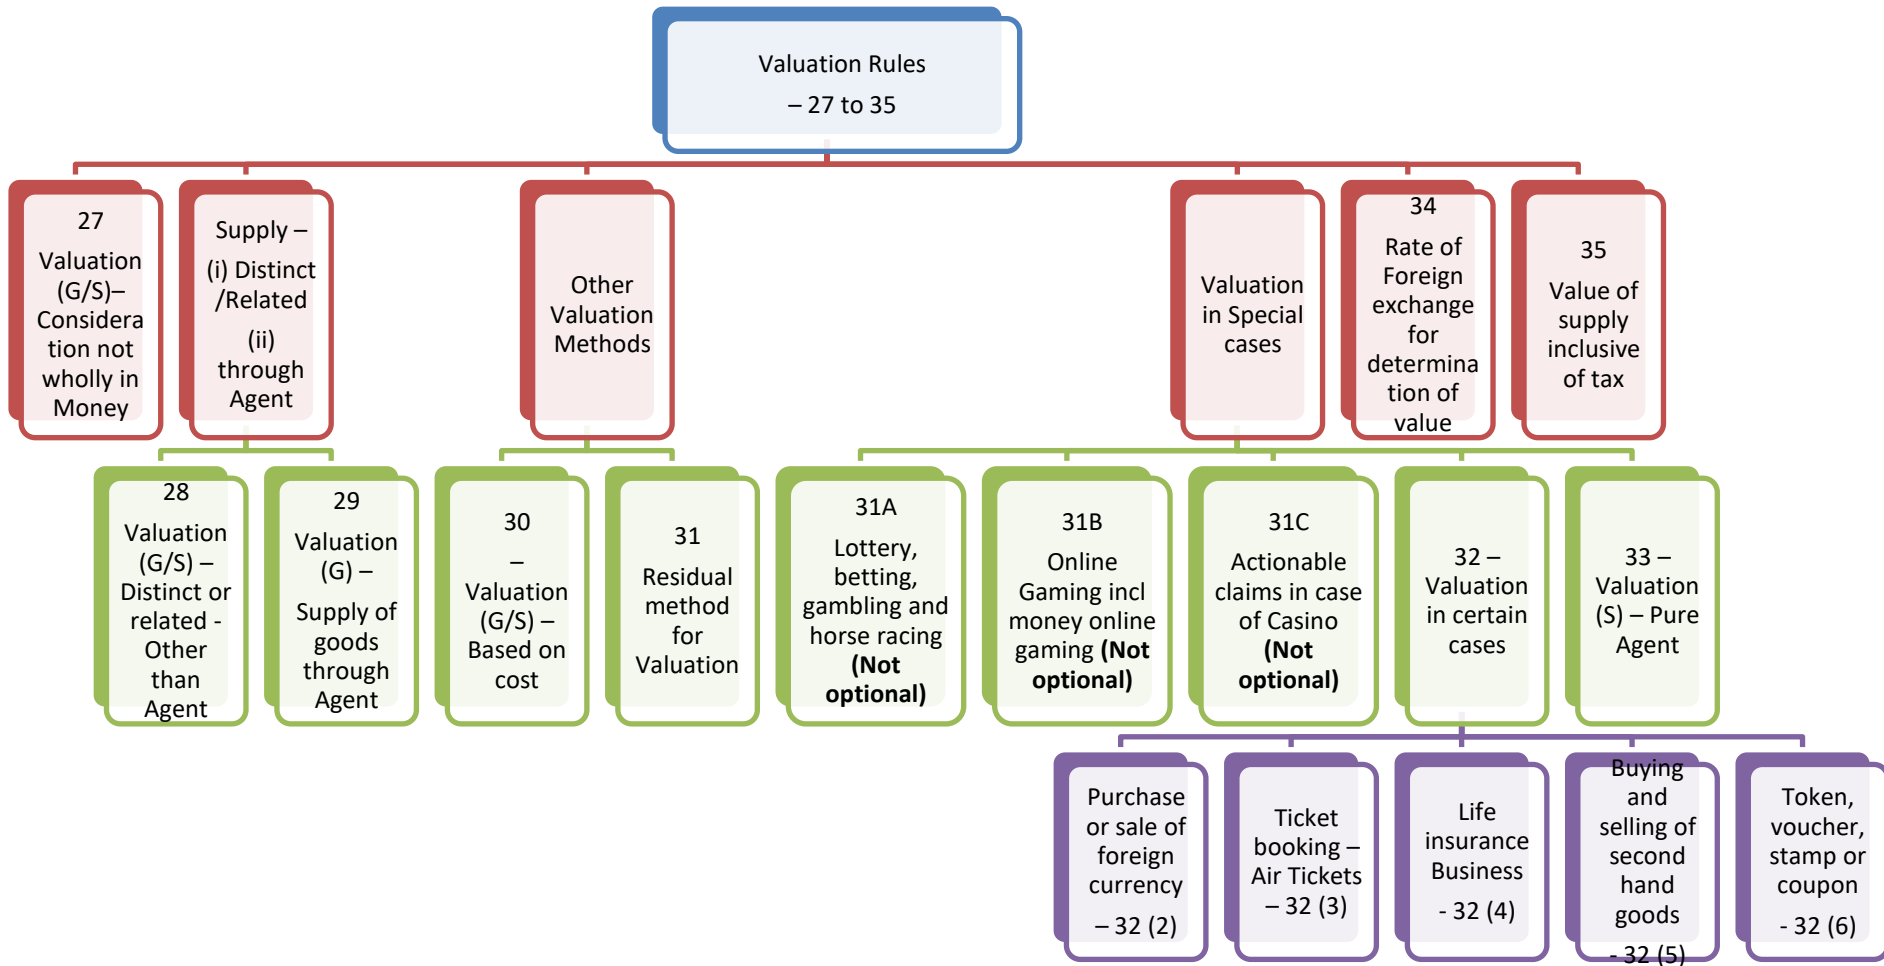 Valuation Rules
– 27 to 35
27
Valuation
(G/S)–
Considera
tion not
wholly in
Money
Supply –
(i) Distinct
/Related
(ii)
through
Agent
Other
Valuation
Methods
Valuation
in Special
cases
34
Rate of
Foreign
exchange
for
determina
tion of
value
35
Value of
supply
inclusive
of tax
28
Valuation
(G/S) –
Distinct or
related -
Other
than
Agent
29
Valuation
(G) –
Supply of
goods
through
Agent
30
–
Valuation
(G/S) –
Based on
cost
31
Residual
method
for
Valuation
31A
Lottery,
betting,
gambling and
horse racing
(Not
optional)
31B
Online
Gaming incl
money online
gaming (Not
optional)
31C
Actionable
claims in case
of Casino
(Not
optional)
32 –
Valuation
in certain
cases
33 –
Valuation
(S) – Pure
Agent
Purchase
or sale of
foreign
currency
– 32 (2)
Ticket
booking –
Air Tickets
– 32 (3)
Life
insurance
Business
- 32 (4)
Buying
and
selling of
second
hand
goods
- 32 (5)
Token,
voucher,
stamp or
coupon
- 32 (6)